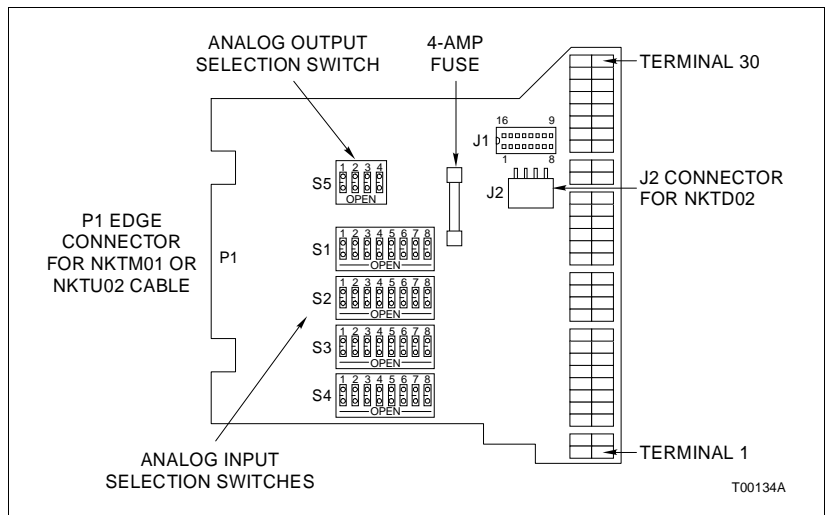 ANALOG OUTPUT
SELECTION SWITCH
4-AMP
FUSE
TERMINAL 30
16 9
J1
1 8
J2
J2 CONNECTOR
FOR NKTD02
S5
1 2 3 4
OPEN
P1 EDGE
CONNECTOR
FOR NKTM01 OR
NKTU02 CABLE
P1
S1
1 2 3 4 5 6 7 8
OPEN
S2
1 2 3 4 5 6 7 8
OPEN
S3
1 2 3 4 5 6 7 8
OPEN
S4
1 2 3 4 5 6 7 8
OPEN
ANALOG INPUT
SELECTION SWITCHES
TERMINAL 1
T00134A